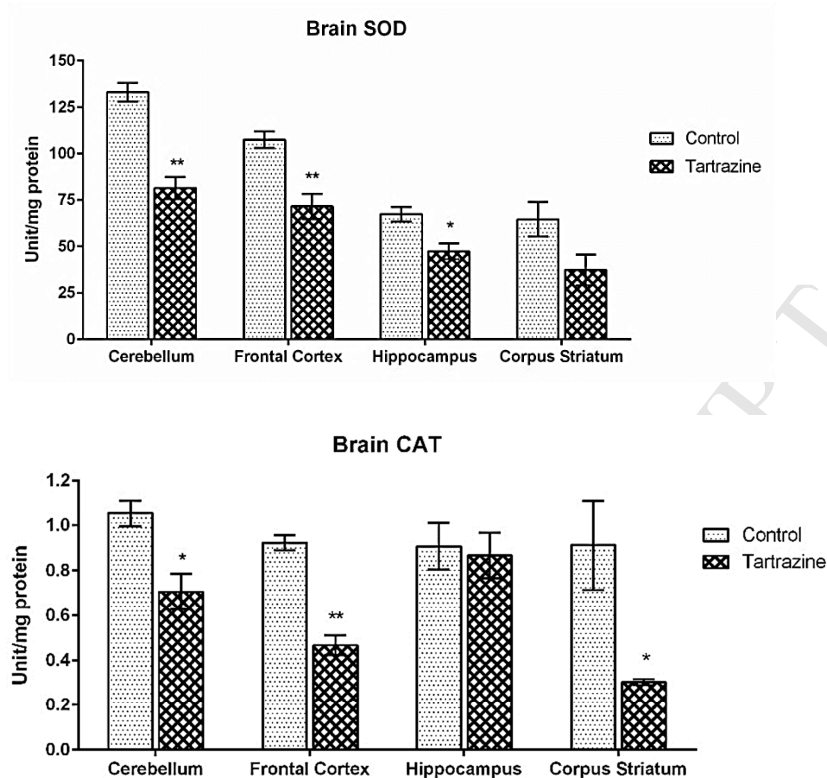 Brain SOD
Unit/mg protein
150
125
100
75
50
25
0
**
**
*
Control
Tartrazine
Cerebellum Frontal Cortex Hippocampus Corpus Striatum
Brain CAT
Unit/mg protein
1.2
1.0
0.8
0.6
0.4
0.2
0.0
*
**
*
Control
Tartrazine
Cerebellum Frontal Cortex Hippocampus Corpus Striatum